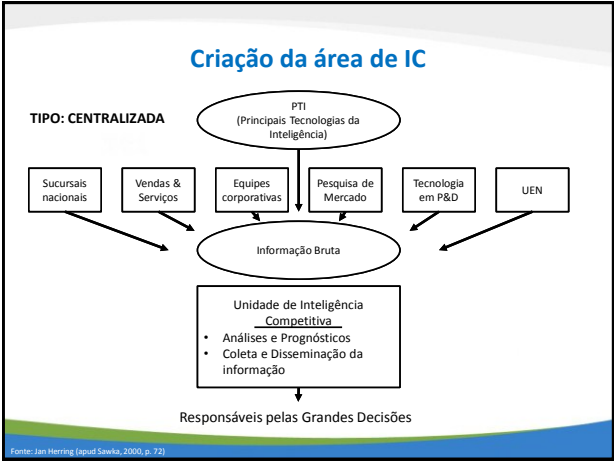 Criação da área de IC
TIPO: CENTRALIZADA
PTI
(Principais Tecnologias da
Inteligência)
Sucursais
nacionais
Vendas &
Serviços
Equipes
corporativas
Pesquisa de
Mercado
Tecnologia
em P&D
UEN
Informação Bruta
Unidade de Inteligência
Competitiva
• Análises e Prognósticos
• Coleta e Disseminação da
informação
Responsáveis pelas Grandes Decisões
Fonte: Jan Herring (apud Sawka, 2000, p. 72)